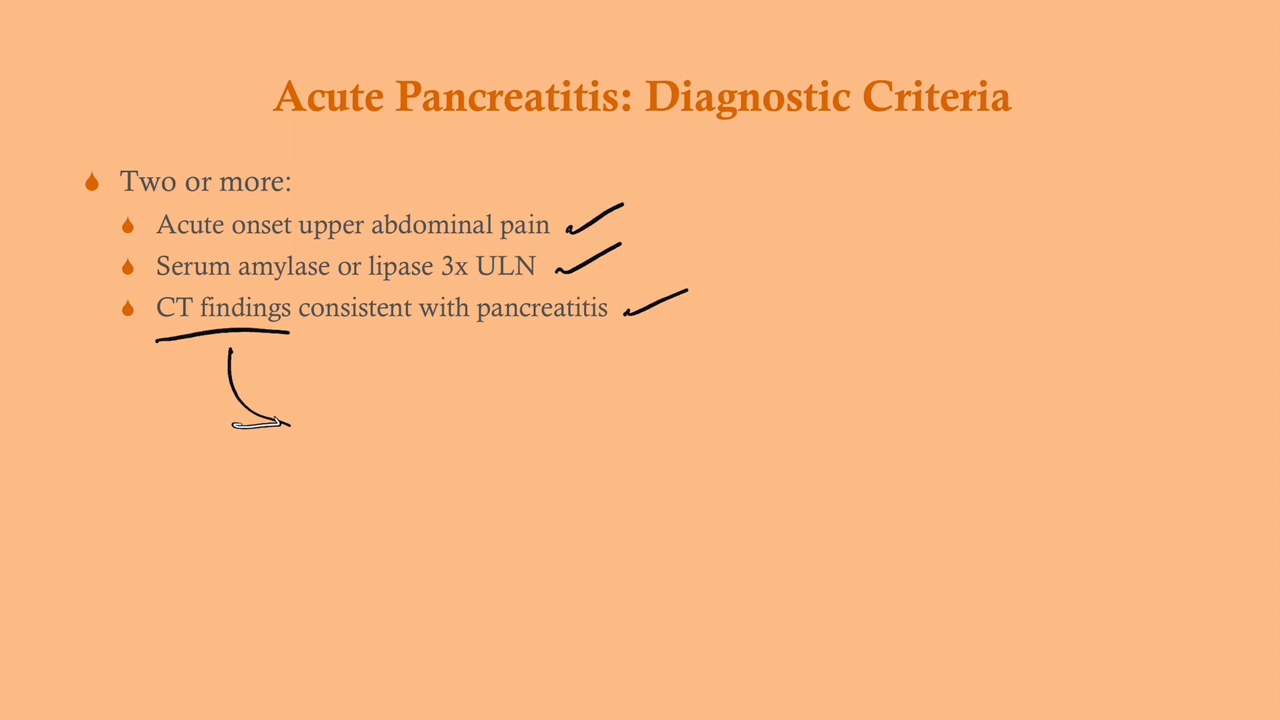 Acute Pancreatitis: Diagnostic Criteria
Two or more:
Acute onset upper abdominal pain
Serum amylase or lipase 3x ULN
CT findings consistent with pancreatitis